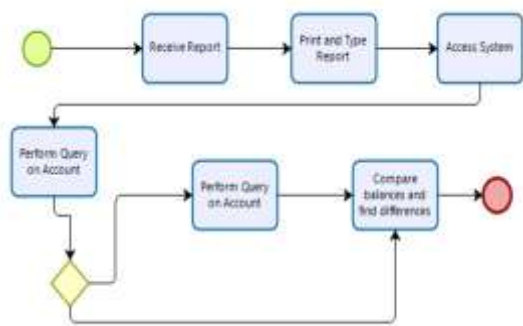 Receive Report
Print and Type
Report
Access System
Perform Query
on Account
Perform Query
on Account
Compare
balances and
find differences